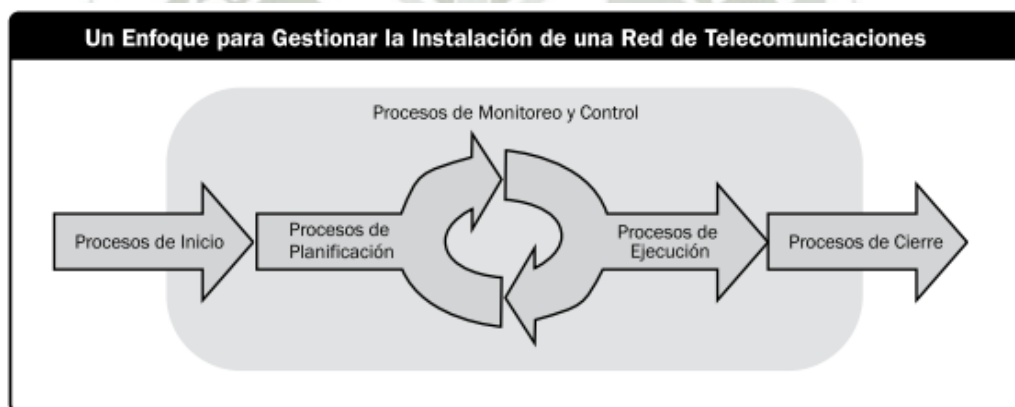 Un Enfoque para Gestionar la Instalación de una Red de Telecomunicaciones
Procesos de Monitoreo y Control
Procesos de Inicio
Procesos de
Planificación
Procesos de
Ejecución
Procesos de Cierre